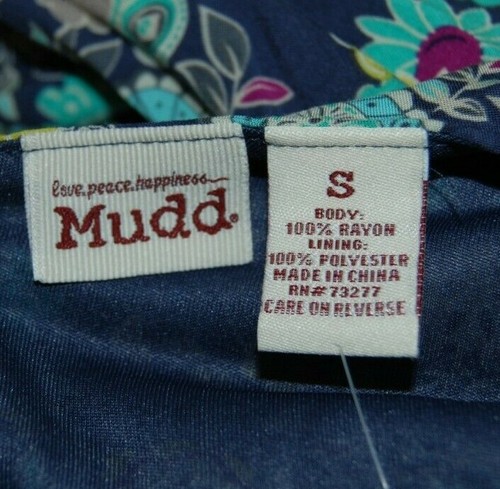 love.peace.happiness
Mudd®
S
BODY:
100% RAYON
LINING:
100% POLYESTER
MADE IN CHINA
RN#73277
CARE ON REVERSE